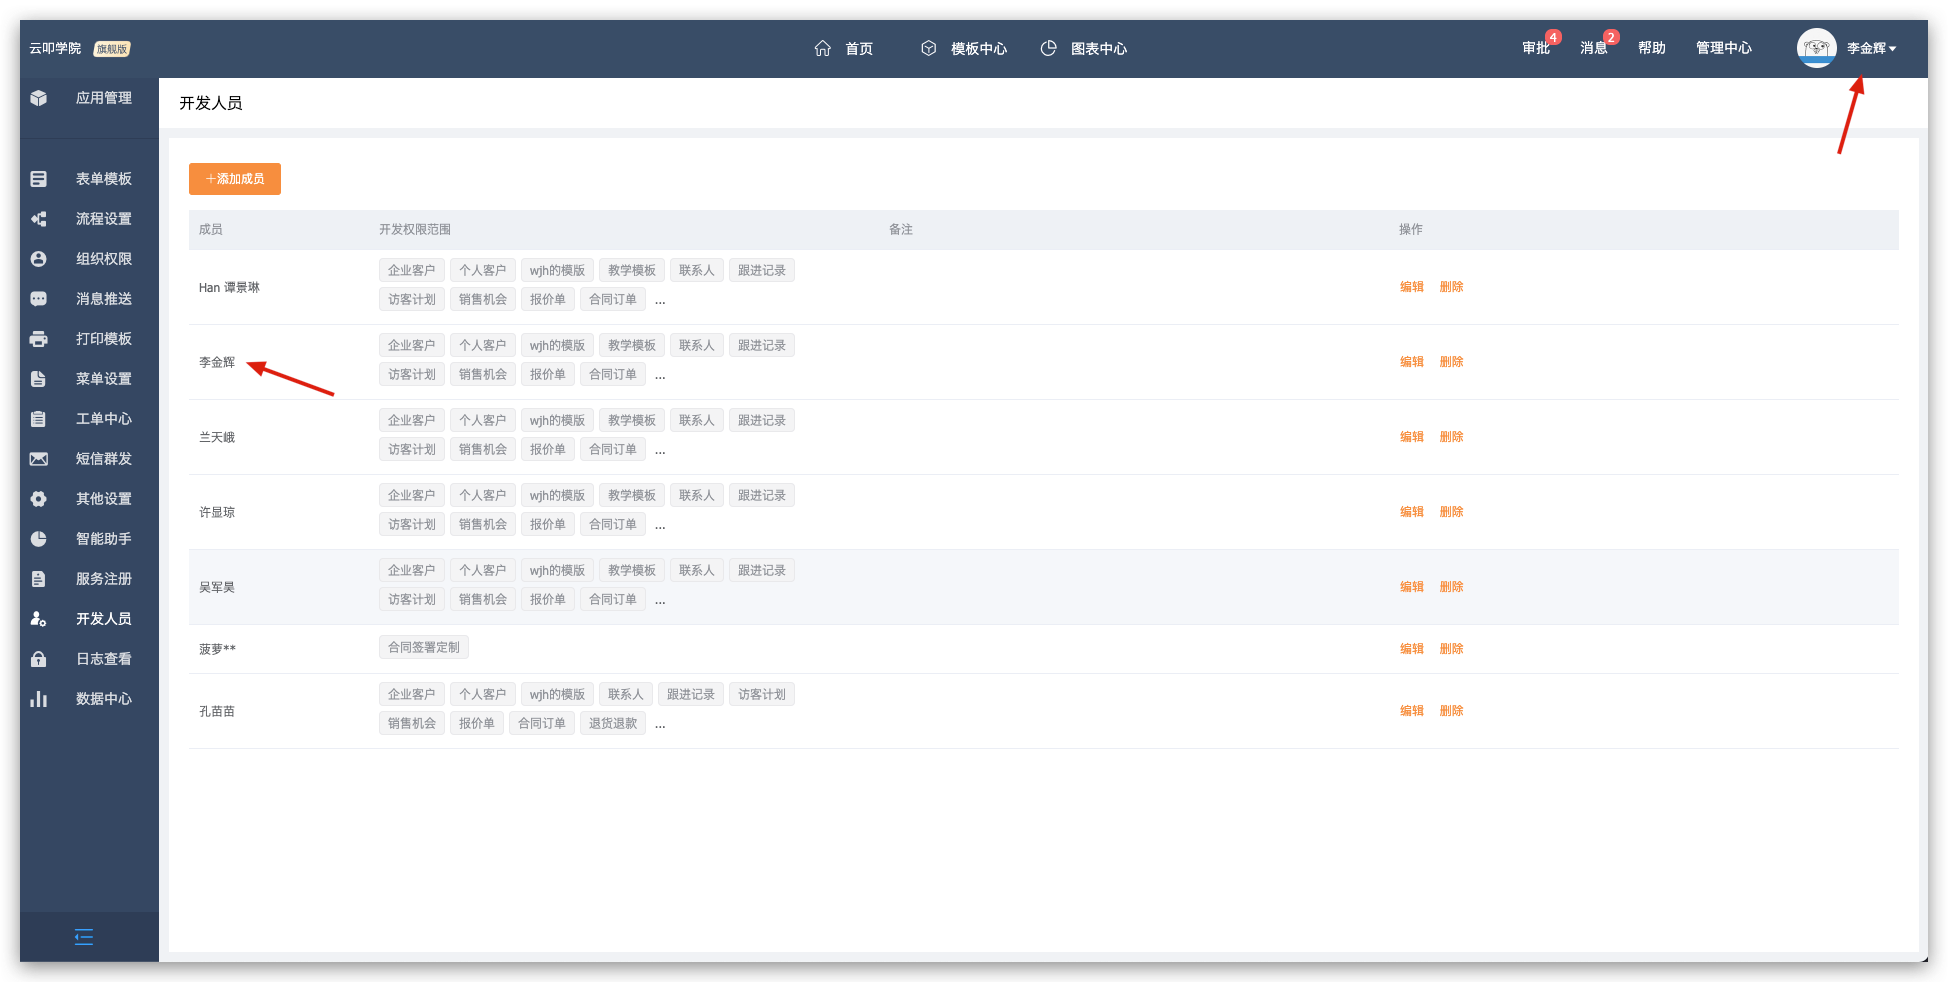 云叩学院 旗舰版 首页 模板中心 图表中心 审批 4 消息 2 帮助 管理中心 李金辉
应用管理
表单模板
流程设置
组织权限
消息推送
打印模板
菜单设置
工单中心
短信群发
其他设置
智能助手
服务注册
开发人员
日志查看
数据中心
开发人员
+添加成员
成员 开发权限范围 备注 操作
Han 谭景琳 企业客户 个人客户 wjh的模版 教学模板 联系人 跟进记录 编辑 删除
访客计划 销售机会 报价单 合同订单 ...
李金辉 企业客户 个人客户 wjh的模版 教学模板 联系人 跟进记录 编辑 删除
访客计划 销售机会 报价单 合同订单 ...
兰天峨 企业客户 个人客户 wjh的模版 教学模板 联系人 跟进记录 编辑 删除
访客计划 销售机会 报价单 合同订单 ...
许显琼 企业客户 个人客户 wjh的模版 教学模板 联系人 跟进记录 编辑 删除
访客计划 销售机会 报价单 合同订单 ...
吴军昊 企业客户 个人客户 wjh的模版 教学模板 联系人 跟进记录 编辑 删除
访客计划 销售机会 报价单 合同订单 ...
菠萝** 合同签署定制 编辑 删除
孔苗苗 企业客户 个人客户 wjh的模版 联系人 跟进记录 访客计划 编辑 删除
销售机会 报价单 合同订单 退货退款 ...